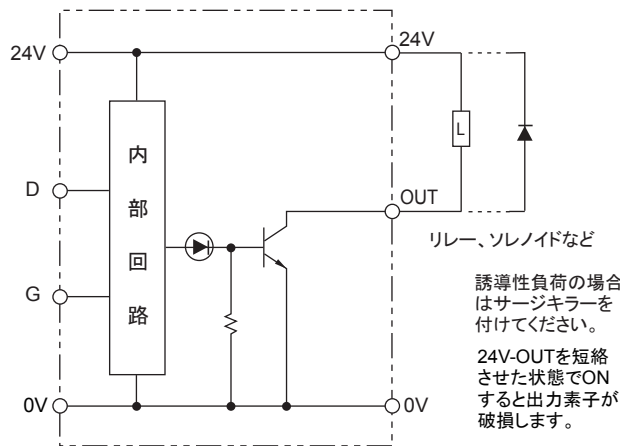 24V
24V
L
内部回路
D
OUT
リレー、ソレノイドなど
G
誘導性負荷の場合
はサージキラーを
付けてください。
24V-OUTを短絡
させた状態でON
すると出力素子が
破損します。
0V
0V